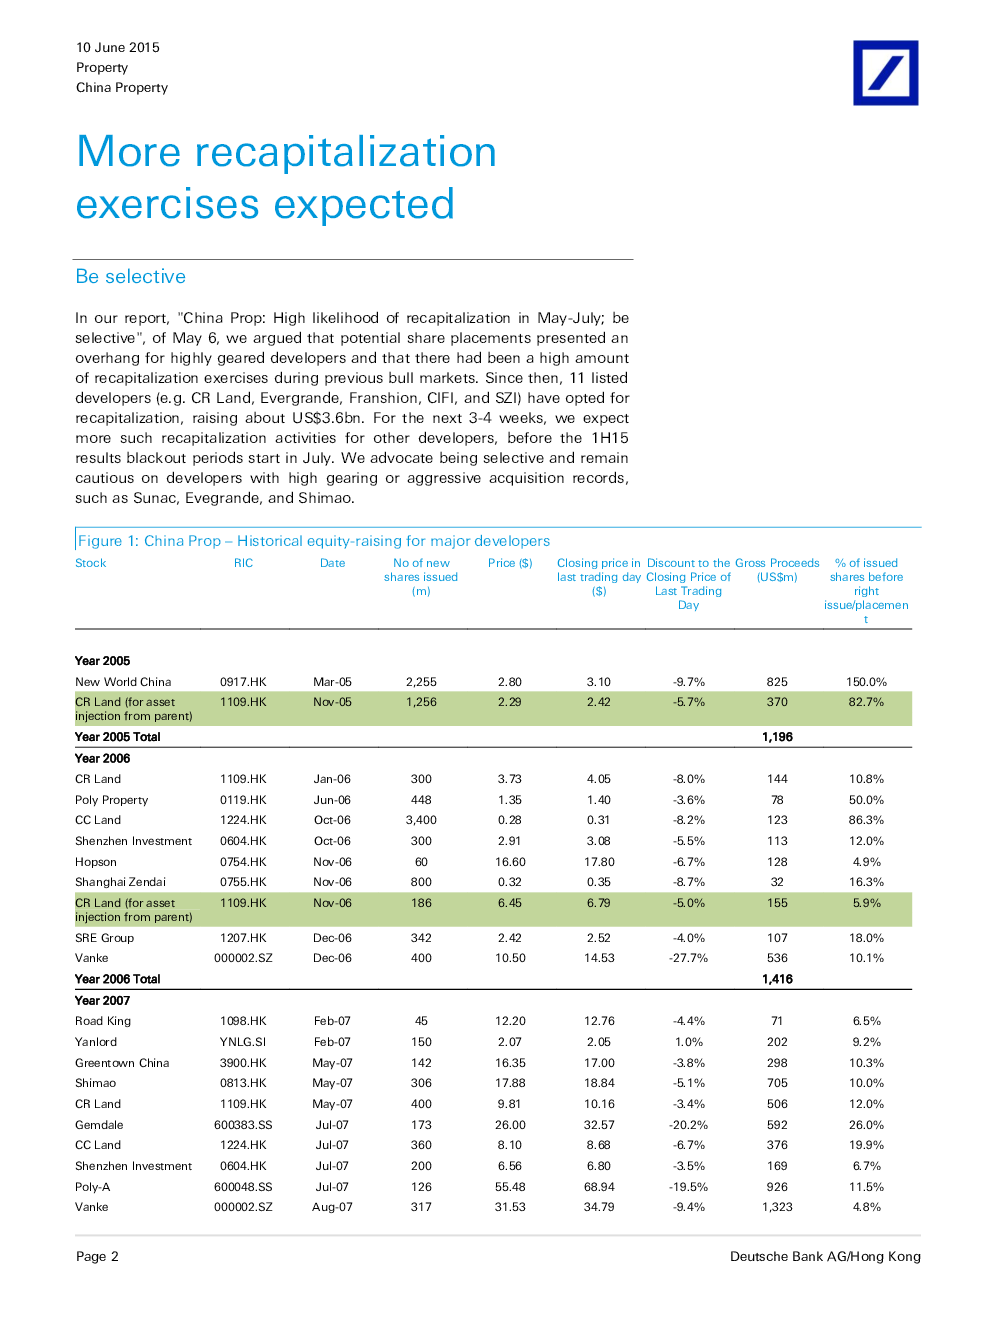 10 June 2015
Property
China Property
More recapitalization
exercises expected
Be selective
In our report, "China Prop: High likelihood of recapitalization in May-July; be
selective", of May 6, we argued that potential share placements presented an
overhang for highly geared developers and that there had been a high amount
of recapitalization exercises during previous bull markets. Since then, 11 listed
developers (e.g. CR Land, Evergrande, Franshion, CIFI, and SZI) have opted for
recapitalization, raising about US$3.6bn. For the next 3-4 weeks, we expect
more such recapitalization activities for other developers, before the 1H15
results blackout periods start in July. We advocate being selective and remain
cautious on developers with high gearing or aggressive acquisition records,
such as Sunac, Evegrande, and Shimao.
Figure 1: China Prop – Historical equity-raising for major developers
Stock RIC Date No of new Price ($) Closing price in Discount to the Gross Proceeds % of issued
shares issued last trading day Closing Price of (US$m) shares before
(m) ($) Last Trading right
Day issue/placemen
t
Year 2005
New World China 0917.HK Mar-05 2,255 2.80 3.10 -9.7% 825 150.0%
CR Land (for asset 1109.HK Nov-05 1,256 2.29 2.42 -5.7% 370 82.7%
injection from parent)
Year 2005 Total 1,196
Year 2006
CR Land 1109.HK Jan-06 300 3.73 4.05 -8.0% 144 10.8%
Poly Property 0119.HK Jun-06 448 1.35 1.40 -3.6% 78 50.0%
CC Land 1224.HK Oct-06 3,400 0.28 0.31 -8.2% 123 86.3%
Shenzhen Investment 0604.HK Oct-06 300 2.91 3.08 -5.5% 113 12.0%
Hopson 0754.HK Nov-06 60 16.60 17.80 -6.7% 128 4.9%
Shanghai Zendai 0755.HK Nov-06 800 0.32 0.35 -8.7% 32 16.3%
CR Land (for asset 1109.HK Nov-06 186 6.45 6.79 -5.0% 155 5.9%
injection from parent)
SRE Group 1207.HK Dec-06 342 2.42 2.52 -4.0% 107 18.0%
Vanke 000002.SZ Dec-06 400 10.50 14.53 -27.7% 536 10.1%
Year 2006 Total 1,416
Year 2007
Road King 1098.HK Feb-07 45 12.20 12.76 -4.4% 71 6.5%
Yanlord YNLG.SI Feb-07 150 2.07 2.05 1.0% 202 9.2%
Greentown China 3900.HK May-07 142 16.35 17.00 -3.8% 298 10.3%
Shimao 0813.HK May-07 306 17.88 18.84 -5.1% 705 10.0%
CR Land 1109.HK May-07 400 9.81 10.16 -3.4% 506 12.0%
Gemdale 600383.SS Jul-07 173 26.00 32.57 -20.2% 592 26.0%
CC Land 1224.HK Jul-07 360 8.10 8.68 -6.7% 376 19.9%
Shenzhen Investment 0604.HK Jul-07 200 6.56 6.80 -3.5% 169 6.7%
Poly-A 600048.SS Jul-07 126 55.48 68.94 -19.5% 926 11.5%
Vanke 000002.SZ Aug-07 317 31.53 34.79 -9.4% 1,323 4.8%
Page 2 Deutsche Bank AG/Hong Kong